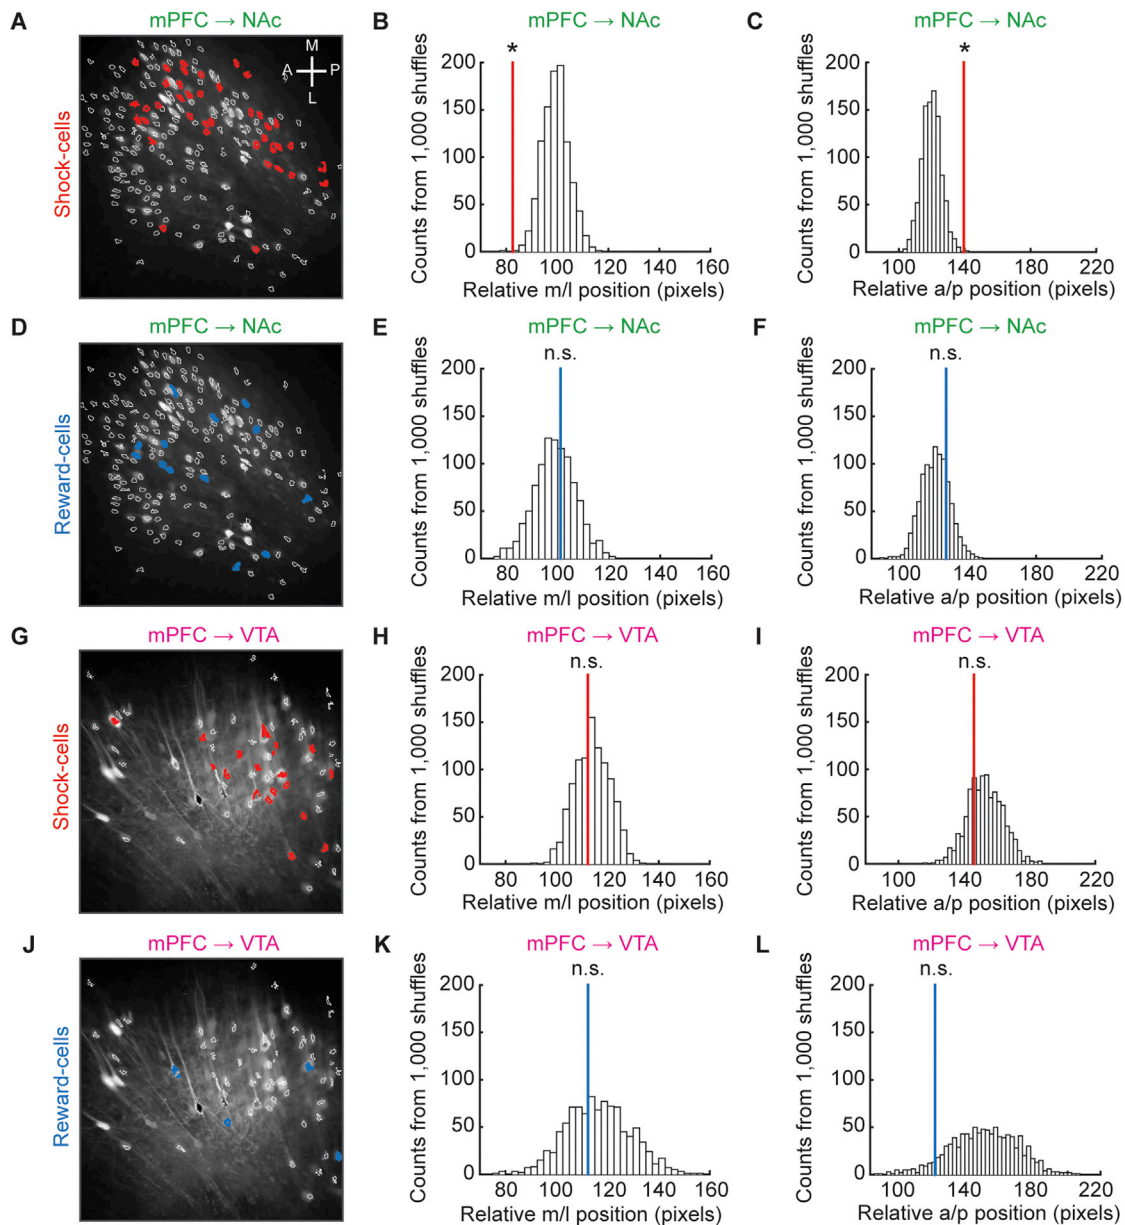 A
mPFC → NAc
Shock-cells
M
A P
L
B
mPFC → NAc
*
Counts from 1,000 shuffles
200
150
100
50
0
80 100 120 140 160
Relative m/l position (pixels)
C
mPFC → NAc
*
Counts from 1,000 shuffles
200
150
100
50
0
100 140 180 220
Relative a/p position (pixels)
D
mPFC → NAc
Reward-cells
E
mPFC → NAc
n.s.
Counts from 1,000 shuffles
200
150
100
50
0
80 100 120 140 160
Relative m/l position (pixels)
F
mPFC → NAc
n.s.
Counts from 1,000 shuffles
200
150
100
50
0
100 140 180 220
Relative a/p position (pixels)
G
mPFC → VTA
Shock-cells
H
mPFC → VTA
n.s.
Counts from 1,000 shuffles
200
150
100
50
0
80 100 120 140 160
Relative m/l position (pixels)
I
mPFC → VTA
n.s.
Counts from 1,000 shuffles
200
150
100
50
0
100 140 180 220
Relative a/p position (pixels)
J
mPFC → VTA
Reward-cells
K
mPFC → VTA
n.s.
Counts from 1,000 shuffles
200
150
100
50
0
80 100 120 140 160
Relative m/l position (pixels)
L
mPFC → VTA
n.s.
Counts from 1,000 shuffles
200
150
100
50
0
100 140 180 220
Relative a/p position (pixels)